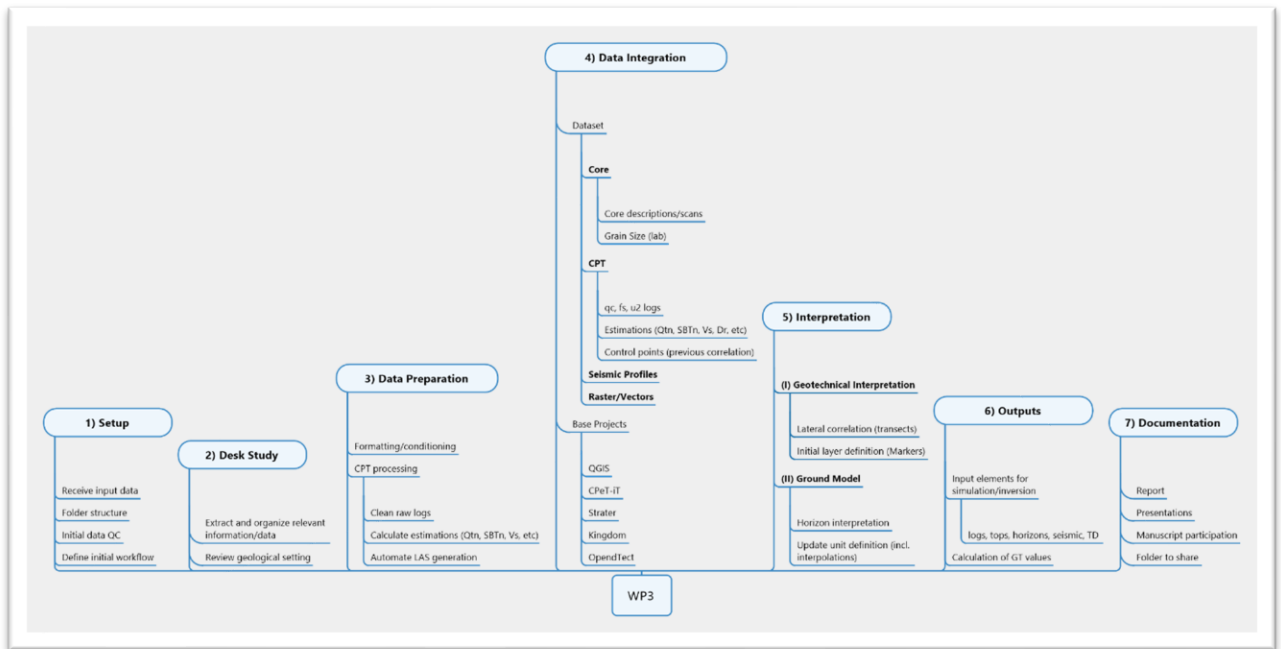 1) Setup
Receive input data
Folder structure
Initial data QC
Define initial workflow
2) Desk Study
Extract and organize relevant
information/data
Review geological setting
3) Data Preparation
Formatting/conditioning
CPT processing
Clean raw logs
Calculate estimations (Qtn, SBTn, Vs, etc)
Automate LAS generation
4) Data Integration
Dataset
Core
Core descriptions/scans
Grain Size (lab)
CPT
qc, fs, u2 logs
Estimations (Qtn, SBTn, Vs, Dr, etc)
Control points (previous correlation)
Seismic Profiles
Raster/Vectors
Base Projects
QGIS
CPeT-iT
Strater
Kingdom
OpendTect
5) Interpretation
(I) Geotechnical Interpretation
Lateral correlation (transects)
Initial layer definition (Markers)
(II) Ground Model
Horizon interpretation
Update unit definition (incl.
interpolations)
6) Outputs
Input elements for
simulation/inversion
logs, tops, horizons, seismic, TD
Calculation of GT values
7) Documentation
Report
Presentations
Manuscript participation
Folder to share
WP3